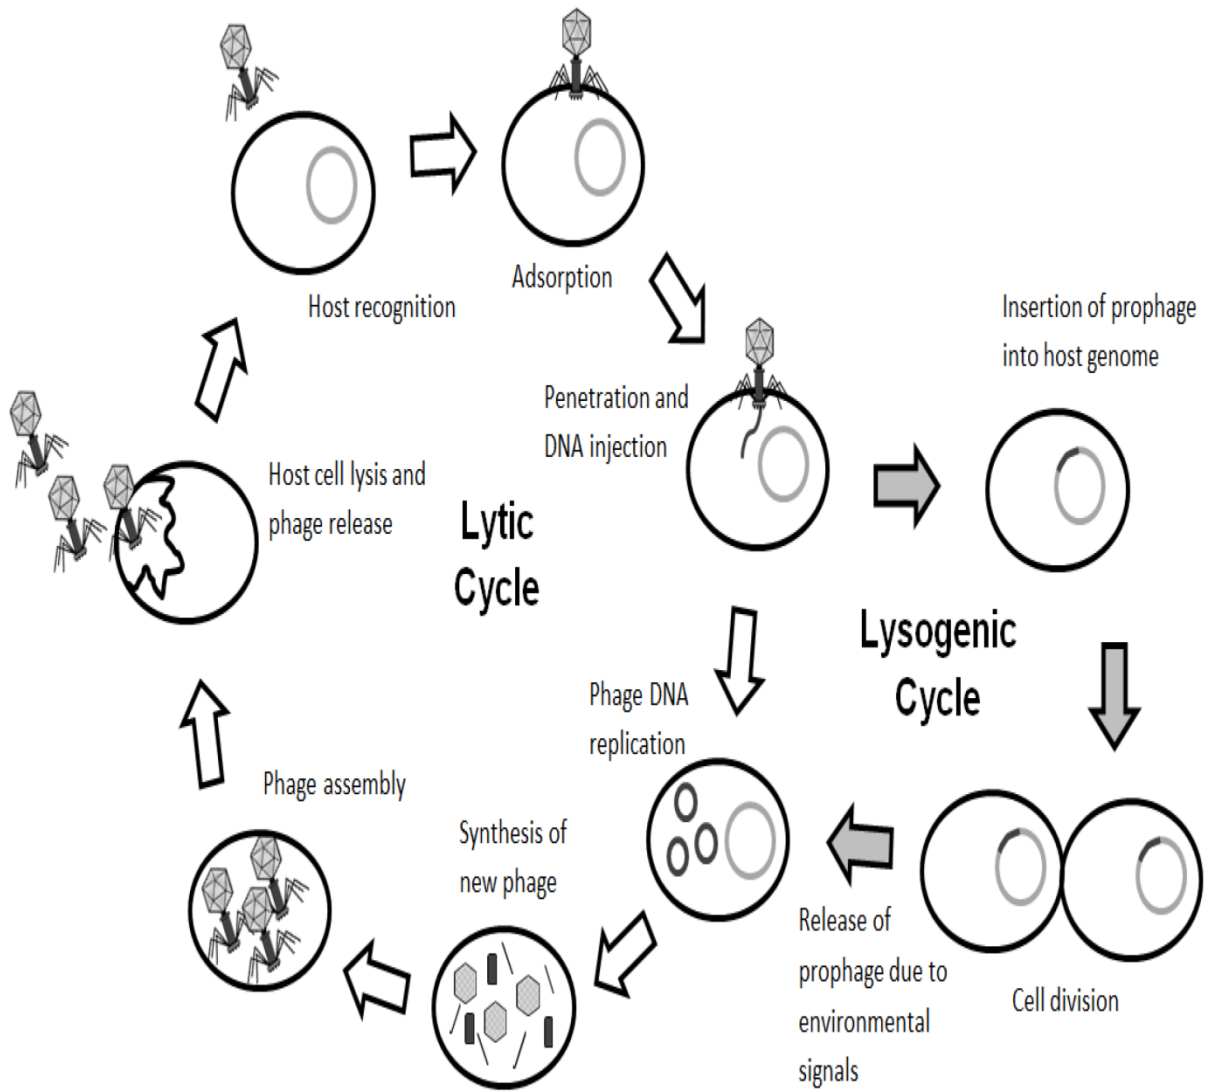 Host recognition
Adsorption
Penetration and
DNA injection
Insertion of prophage
into host genome
Host cell lysis and
phage release
Lytic
Cycle
Lysogenic
Cycle
Phage DNA
replication
Phage assembly
Synthesis of
new phage
Release of
prophage due to
environmental
signals
Cell division